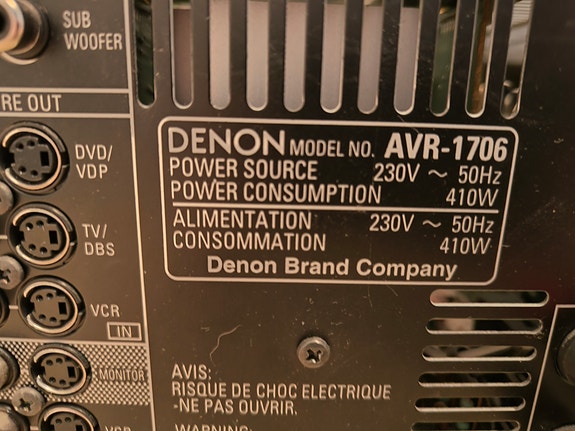 SUB
WOOFER
RE OUT
DVD/
VDP
TV/
DBS
VCR
IN
MONITOR
DENON MODEL NO. AVR-1706
POWER SOURCE 230V ~ 50Hz
POWER CONSUMPTION 410W
ALIMENTATION 230V ~ 50Hz
CONSOMMATION 410W
Denon Brand Company
AVIS:
RISQUE DE CHOC ELECTRIQUE
-NE PAS OUVRIR.
WARNING:
VCR